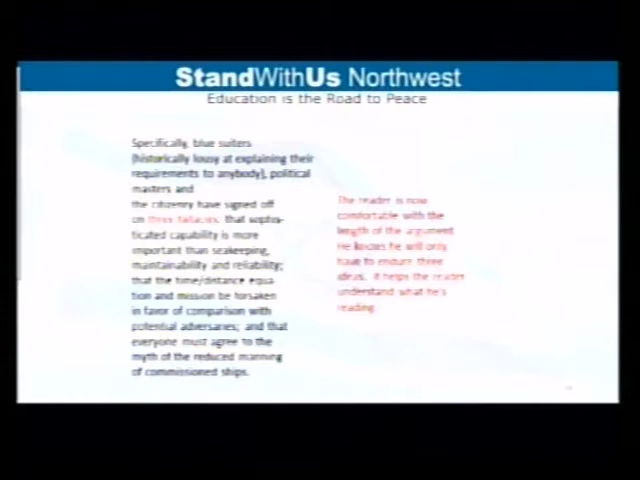 StandWithUs Northwest
Education is the Road to Peace
Specifically, blue suiters
(historically lousy at explaining their
requirements to anybody), political
masters and
the citizenry have signed off
on three fallacies: that sophis-
ticated capability is more
important than seakeeping,
maintainability and reliability;
that the time/distance equa-
tion and mission be forsaken
in favor of comparison with
potential adversaries; and that
everyone must agree to the
myth of the reduced manning
of commissioned ships.
The reader is now
comfortable with the
length of the argument
He knows he will only
have to endure three
ideas. It helps the reader
understand what he's
reading